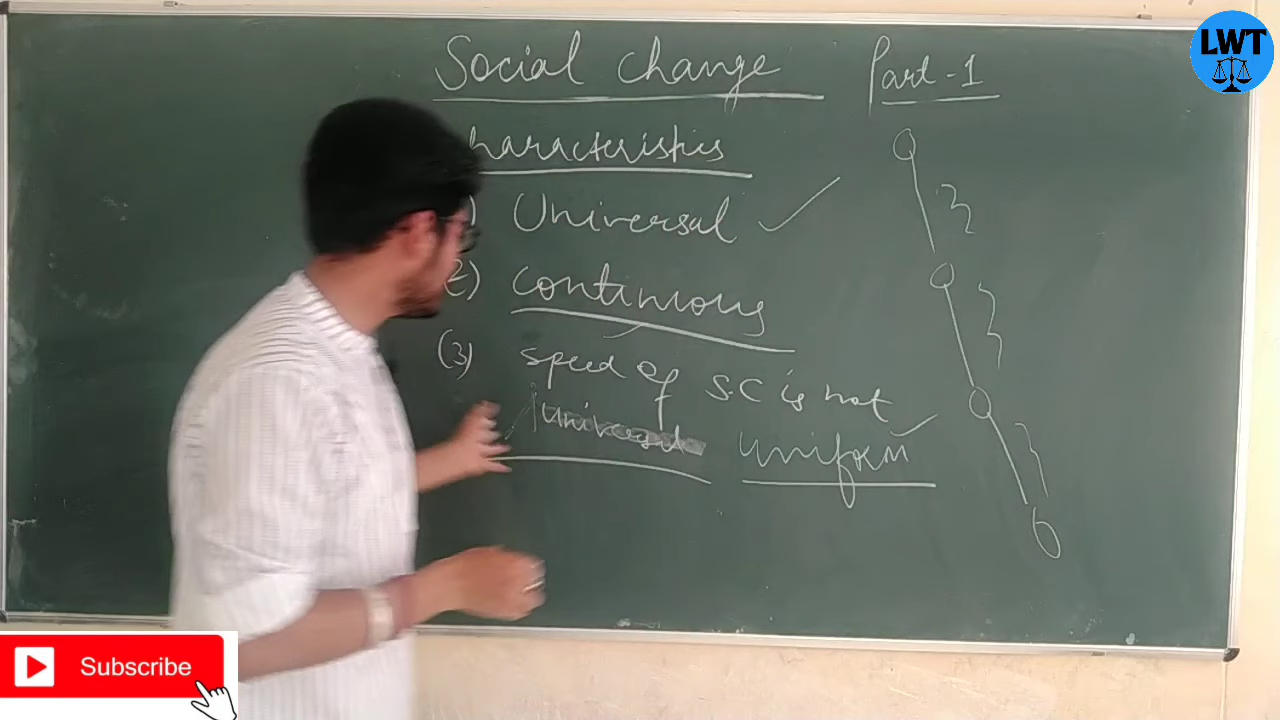 Social change Part-1
LWT
haracteristics
) Universal
2) continuous
(3) speed of S.C is not
universal uniform
Subscribe